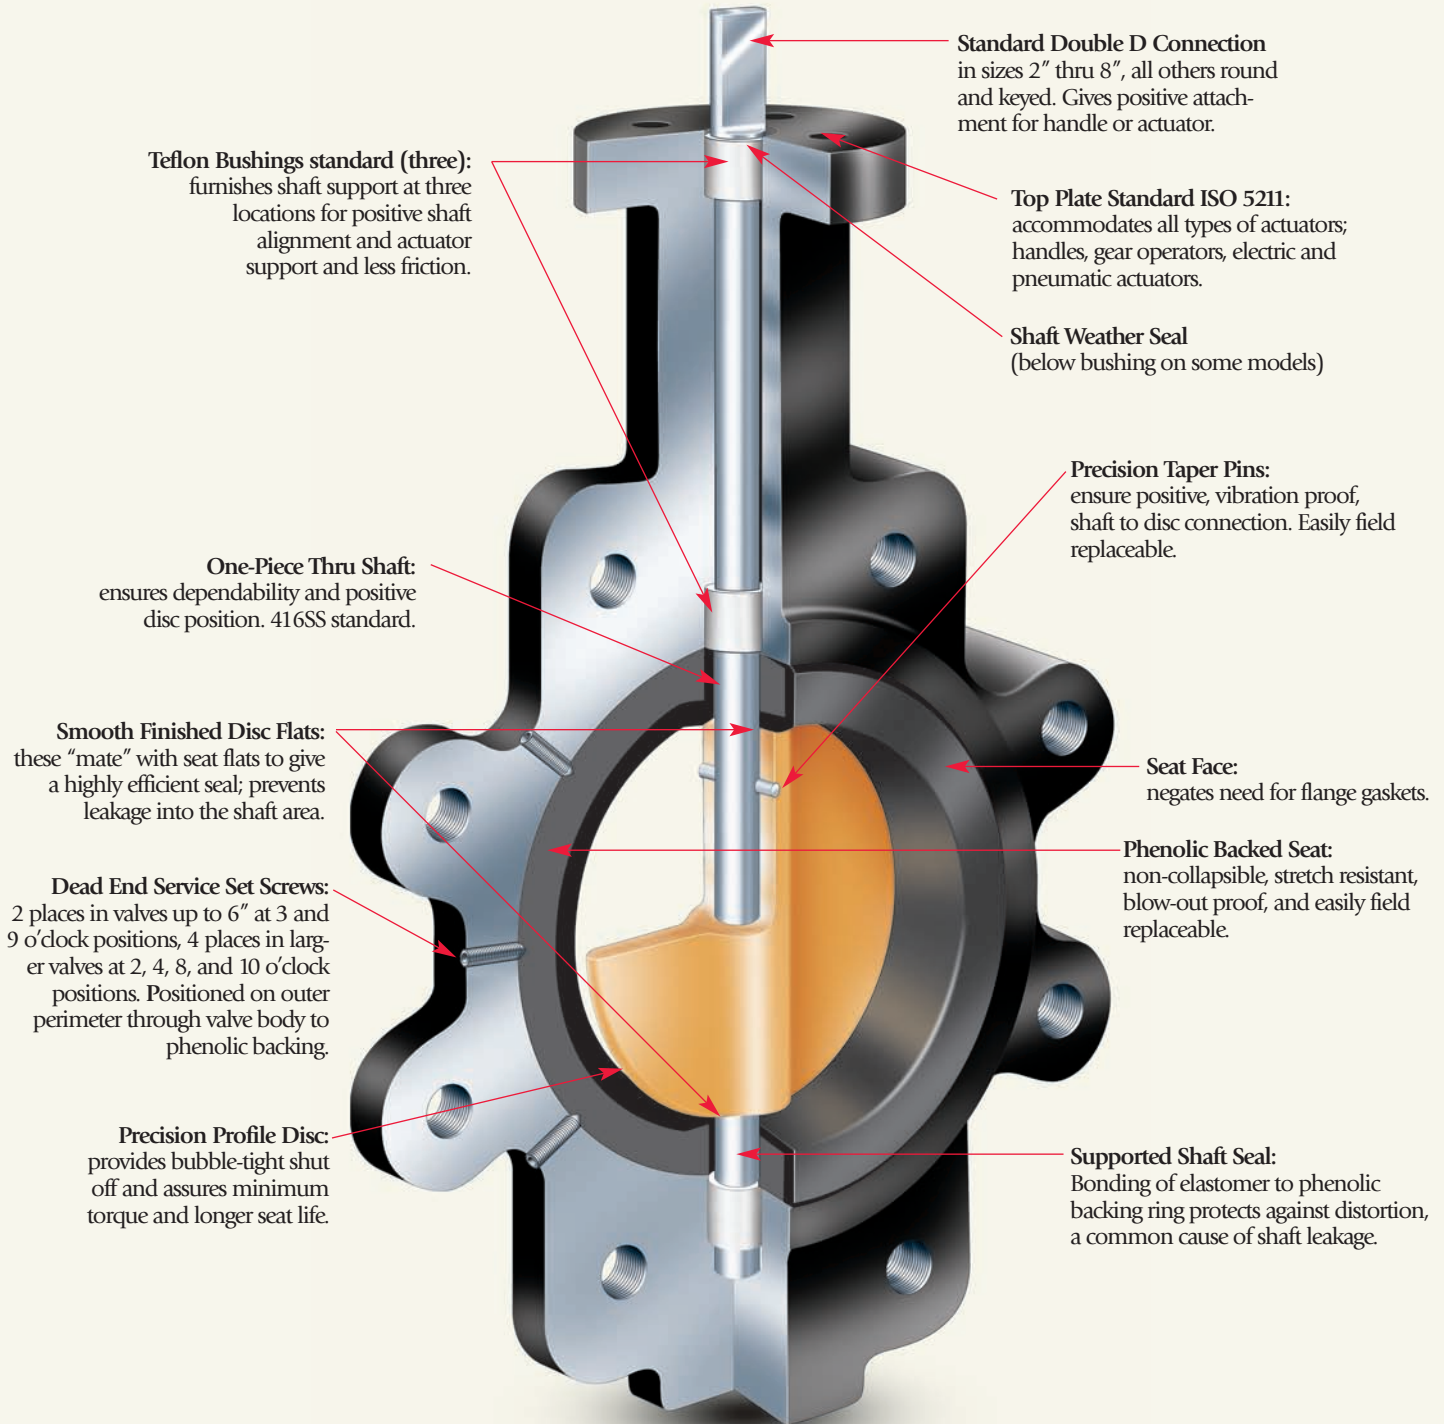 Standard Double D Connection
in sizes 2″ thru 8″, all others round
and keyed. Gives positive attach-
ment for handle or actuator.
Teflon Bushings standard (three):
furnishes shaft support at three
locations for positive shaft
alignment and actuator
support and less friction.
Top Plate Standard ISO 5211:
accommodates all types of actuators;
handles, gear operators, electric and
pneumatic actuators.
Shaft Weather Seal
(below bushing on some models)
Precision Taper Pins:
ensure positive, vibration proof,
shaft to disc connection. Easily field
replaceable.
One-Piece Thru Shaft:
ensures dependability and positive
disc position. 416SS standard.
Smooth Finished Disc Flats:
these “mate” with seat flats to give
a highly efficient seal; prevents
leakage into the shaft area.
Seat Face:
negates need for flange gaskets.
Phenolic Backed Seat:
non-collapsible, stretch resistant,
blow-out proof, and easily field
replaceable.
Dead End Service Set Screws:
2 places in valves up to 6″ at 3 and
9 o’clock positions, 4 places in larg-
er valves at 2, 4, 8, and 10 o’clock
positions. Positioned on outer
perimeter through valve body to
phenolic backing.
Precision Profile Disc:
provides bubble-tight shut
off and assures minimum
torque and longer seat life.
Supported Shaft Seal:
Bonding of elastomer to phenolic
backing ring protects against distortion,
a common cause of shaft leakage.